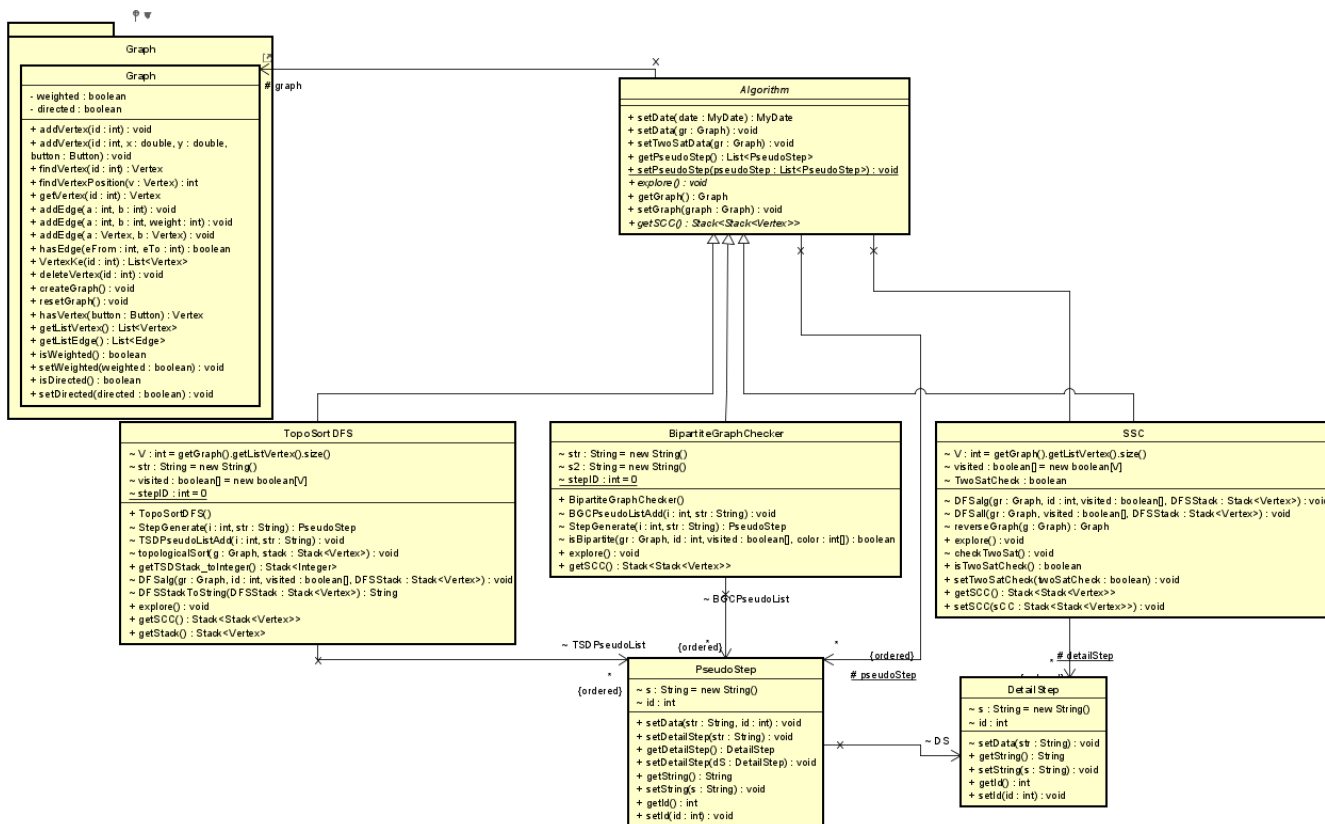 Graph
Graph
- weighted : boolean
- directed : boolean
+ addVertex(id : int) : void
+ addVertex(id : int, x : double, y : double,
button : Button) : void
+ findVertex(id : int) : Vertex
+ findVertexPosition(v : Vertex) : int
+ getVertex(id : int) : Vertex
+ addEdge(a : int, b : int) : void
+ addEdge(a : int, b : int, weight : int) : void
+ addEdge(a : Vertex, b : Vertex) : void
+ hasEdge(eFrom : int, eTo : int) : boolean
+ VertexKe(id : int) : List<Vertex>
+ deleteVertex(id : int) : void
+ createGraph() : void
+ resetGraph() : void
+ hasVertex(button : Button) : Vertex
+ getListVertex() : List<Vertex>
+ getListEdge() : List<Edge>
+ isWeighted() : boolean
+ setWeighted(weighted : boolean) : void
+ isDirected() : boolean
+ setDirected(directed : boolean) : void
# graph
Algorithm
+ setDate(date : MyDate) : MyDate
+ setData(gr : Graph) : void
+ setTwoSatData(gr : Graph) : void
+ getPseudoStep() : List<PseudoStep>
+ setPseudoStep(pseudoStep : List<PseudoStep>) : void
+ explore() : void
+ getGraph() : Graph
+ setGraph(graph : Graph) : void
+ getSCC() : Stack<Stack<Vertex>>
TopoSortDFS
~ V : int = getGraph().getListVertex().size()
~ str : String = new String()
~ visited : boolean[] = new boolean[V]
~ stepID : int = 0
+ TopoSortDFS()
~ StepGenerate(i : int, str : String) : PseudoStep
~ TSDPseudoListAdd(i : int, str : String) : void
~ topologicalSort(g : Graph, stack : Stack<Vertex>) : void
+ getTSDStack_toInteger() : Stack<Integer>
~ DFSalg(gr : Graph, id : int, visited : boolean[], DFSStack : Stack<Vertex>) : void
~ DFSStackToString(DFSStack : Stack<Vertex>) : String
+ explore() : void
+ getSCC() : Stack<Stack<Vertex>>
+ getStack() : Stack<Vertex>
BipartiteGraphChecker
~ str : String = new String()
~ s2 : String = new String()
~ stepID : int = 0
+ BipartiteGraphChecker()
~ BGCPseudoListAdd(i : int, str : String) : void
~ StepGenerate(i : int, str : String) : PseudoStep
~ isBipartite(gr : Graph, id : int, visited : boolean[], color : int[]) : boolean
+ explore() : void
+ getSCC() : Stack<Stack<Vertex>>
SSC
~ V : int = getGraph().getListVertex().size()
~ visited : boolean[] = new boolean[V]
~ TwoSatCheck : boolean
~ DFSalg(gr : Graph, id : int, visited : boolean[], DFSStack : Stack<Vertex>) : void
~ DFSall(gr : Graph, visited : boolean[], DFSStack : Stack<Vertex>) : void
~ reverseGraph(g : Graph) : Graph
+ explore() : void
~ checkTwoSat() : void
+ isTwoSatCheck() : boolean
+ setTwoSatCheck(twoSatCheck : boolean) : void
+ getSCC() : Stack<Stack<Vertex>>
+ setSCC(sCC : Stack<Stack<Vertex>>) : void
~ BGCPseudoList
~ TSDPseudoList
*
{ordered}
*
{ordered}
*
{ordered}
# pseudoStep
# detailStep
*
{ordered}
PseudoStep
~ s : String = new String()
~ id : int
+ setData(str : String, id : int) : void
+ setDetailStep(str : String) : void
+ getDetailStep() : DetailStep
+ setDetailStep(dS : DetailStep) : void
+ getString() : String
+ setString(s : String) : void
+ getId() : int
+ setId(id : int) : void
~ DS
DetailStep
~ s : String = new String()
~ id : int
~ setData(str : String) : void
+ getString() : String
+ setString(s : String) : void
+ getId() : int
+ setId(id : int) : void